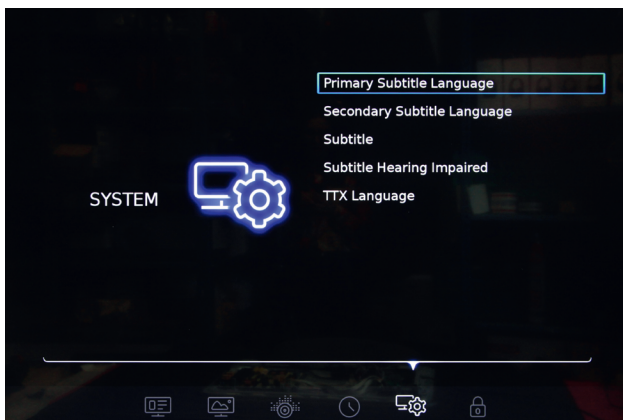 SYSTEM
Primary Subtitle Language
Secondary Subtitle Language
Subtitle
Subtitle Hearing Impaired
TTX Language